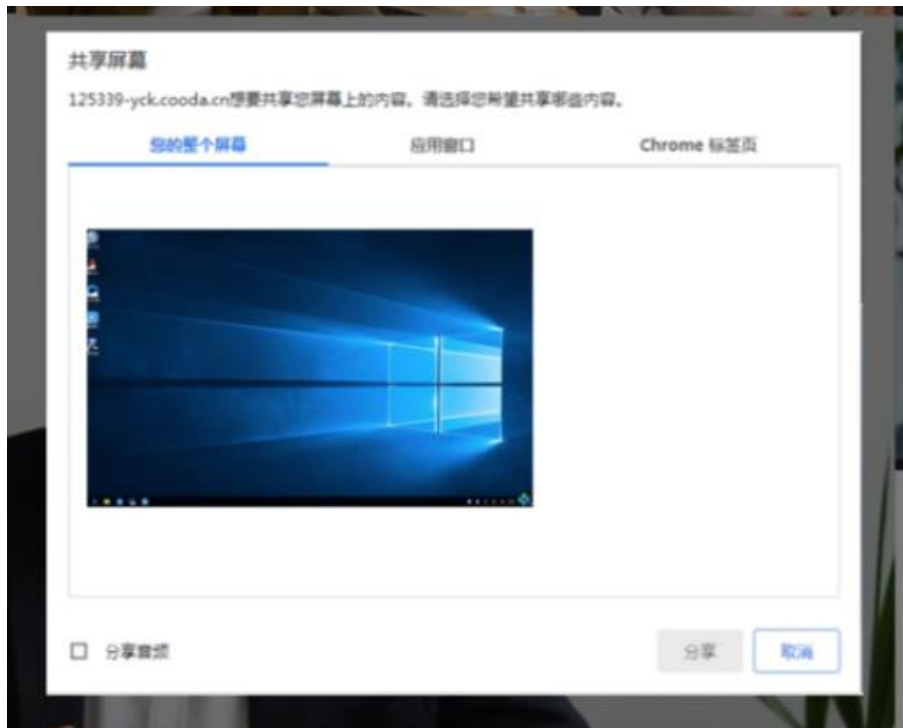 共享屏幕
125339-yck.cooda.cn想要共享您屏幕上的内容。请选择您希望共享哪些内容。
您的整个屏幕
应用窗口
Chrome 标签页
分享音频
分享
取消